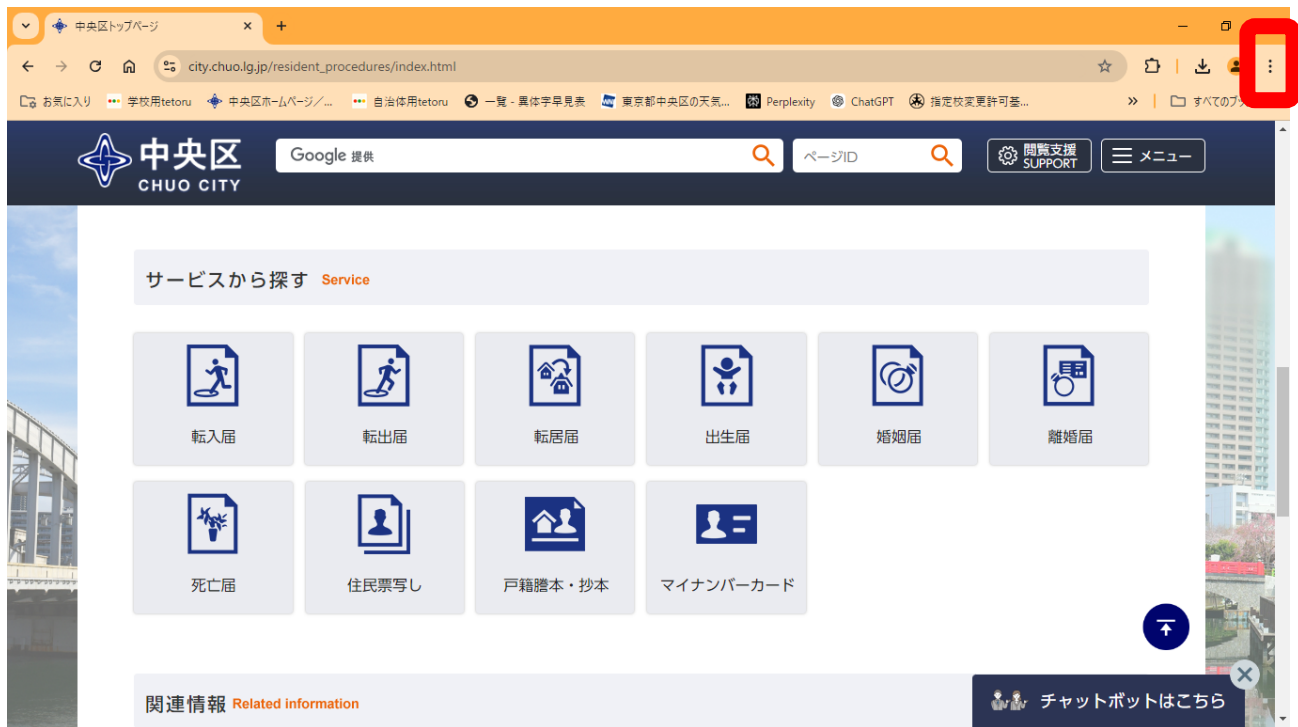 中央区トップページ
city.chuo.lg.jp/resident_procedures/index.html
お気に入り 学校用tetoru 中央区ホームページ/... 自治体用tetoru 一覧 - 異体字早見表 東京都中央区の天気... Perplexity ChatGPT 指定校変更許可基... » すべてのブッ
中央区
CHUO CITY
Google 提供
ページID
閲覧支援
SUPPORT
メニュー
サービスから探す Service
転入届 転出届 転居届 出生届 婚姻届 離婚届
死亡届 住民票写し 戸籍謄本・抄本 マイナンバーカード
関連情報 Related information
チャットボットはこちら